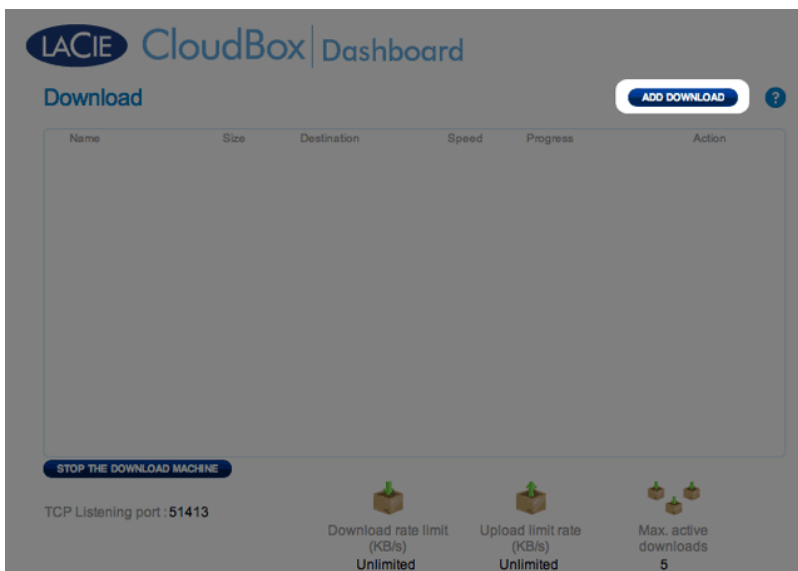 LACIE CloudBox Dashboard
Download
ADD DOWNLOAD
?
Name Size Destination Speed Progress Action
STOP THE DOWNLOAD MACHINE
TCP Listening port : 51413
Download rate limit
(KB/s)
Unlimited
Upload limit rate
(KB/s)
Unlimited
Max. active
downloads
5